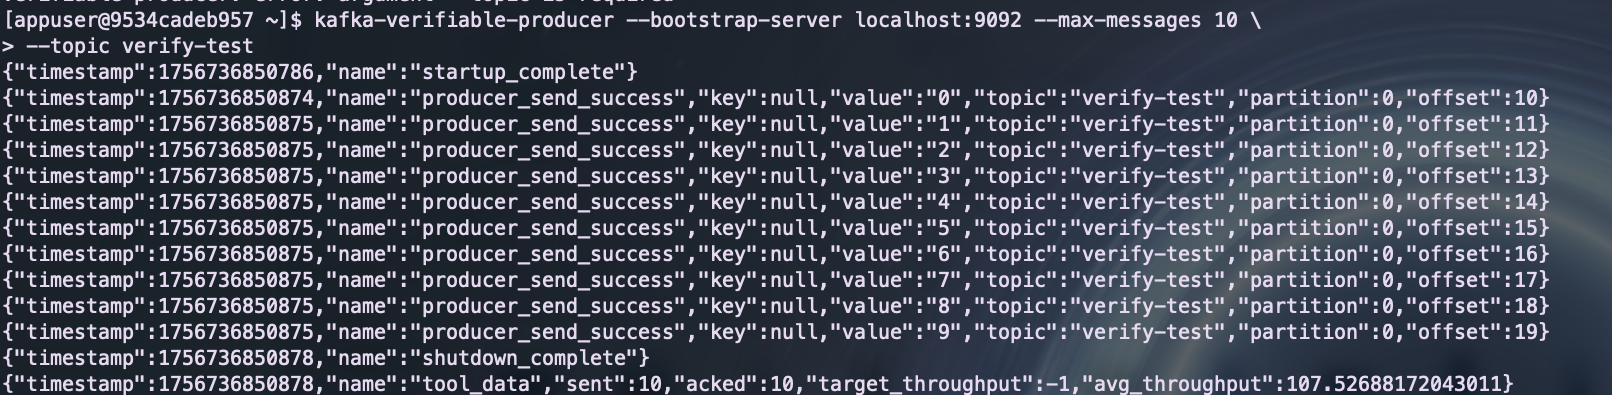 [appuser@9534cadeb957 ~]$ kafka-verifiable-producer --bootstrap-server localhost:9092 --max-messages 10 \
> --topic verify-test
{"timestamp":1756736850786,"name":"startup_complete"}
{"timestamp":1756736850874,"name":"producer_send_success","key":null,"value":"0","topic":"verify-test","partition":0,"offset":10}
{"timestamp":1756736850875,"name":"producer_send_success","key":null,"value":"1","topic":"verify-test","partition":0,"offset":11}
{"timestamp":1756736850875,"name":"producer_send_success","key":null,"value":"2","topic":"verify-test","partition":0,"offset":12}
{"timestamp":1756736850875,"name":"producer_send_success","key":null,"value":"3","topic":"verify-test","partition":0,"offset":13}
{"timestamp":1756736850875,"name":"producer_send_success","key":null,"value":"4","topic":"verify-test","partition":0,"offset":14}
{"timestamp":1756736850875,"name":"producer_send_success","key":null,"value":"5","topic":"verify-test","partition":0,"offset":15}
{"timestamp":1756736850875,"name":"producer_send_success","key":null,"value":"6","topic":"verify-test","partition":0,"offset":16}
{"timestamp":1756736850875,"name":"producer_send_success","key":null,"value":"7","topic":"verify-test","partition":0,"offset":17}
{"timestamp":1756736850875,"name":"producer_send_success","key":null,"value":"8","topic":"verify-test","partition":0,"offset":18}
{"timestamp":1756736850875,"name":"producer_send_success","key":null,"value":"9","topic":"verify-test","partition":0,"offset":19}
{"timestamp":1756736850878,"name":"shutdown_complete"}
{"timestamp":1756736850878,"name":"tool_data","sent":10,"acked":10,"target_throughput":-1,"avg_throughput":107.52688172043011}